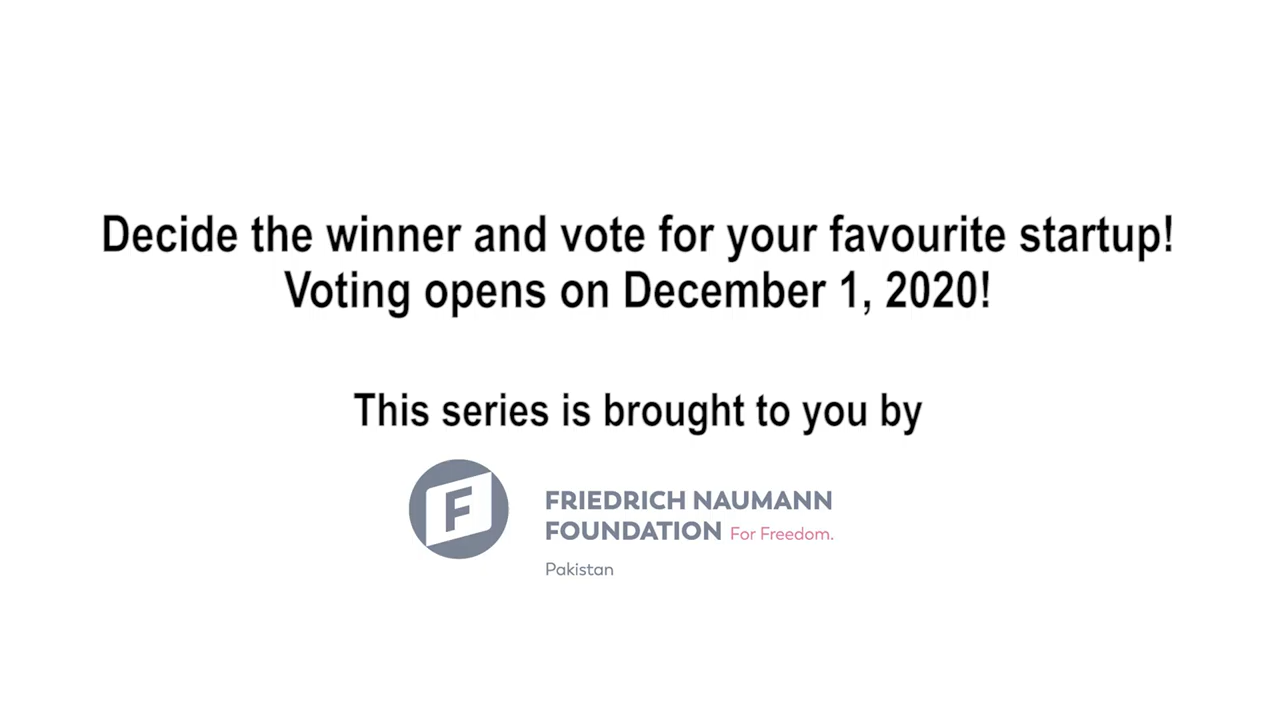 Decide the winner and vote for your favourite startup!
Voting opens on December 1, 2020!
This series is brought to you by
F
FRIEDRICH NAUMANN
FOUNDATION For Freedom.
Pakistan